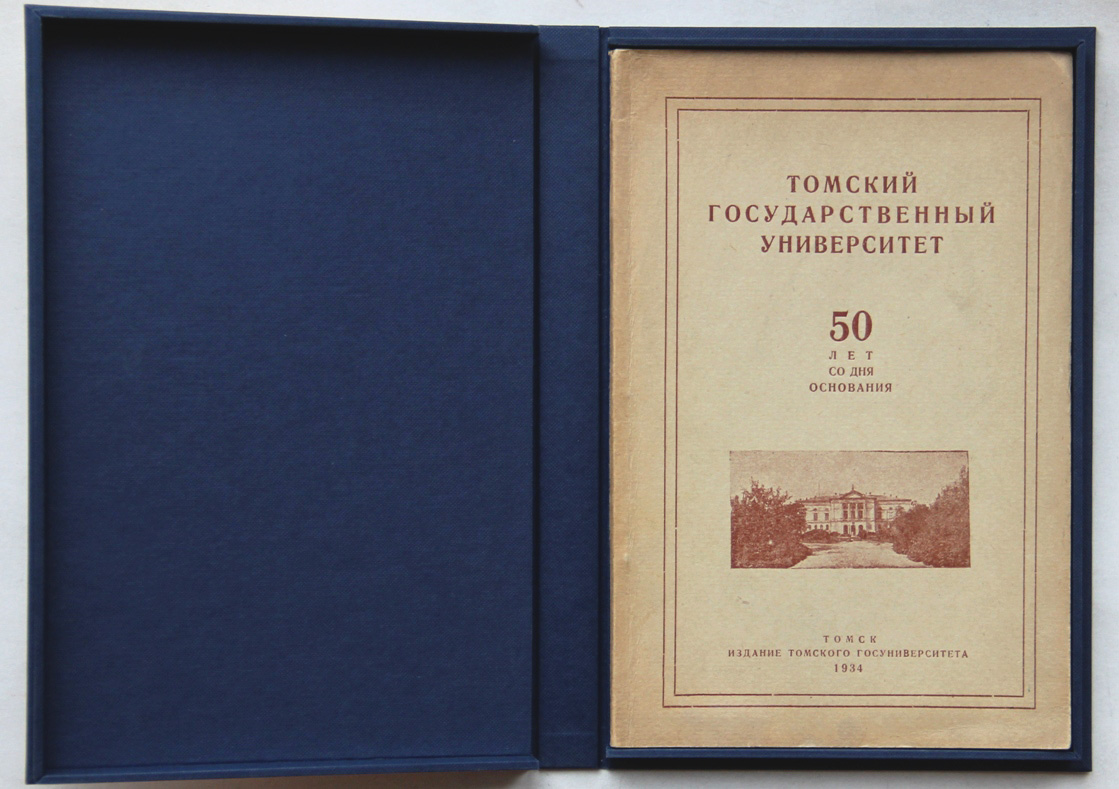 ТОМСКИЙ
ГОСУДАРСТВЕННЫЙ
УНИВЕРСИТЕТ
50
ЛЕТ
СО ДНЯ
ОСНОВАНИЯ
ТОМСК
ИЗДАНИЕ ТОМСКОГО ГОСУНИВЕРСИТЕТА
1934